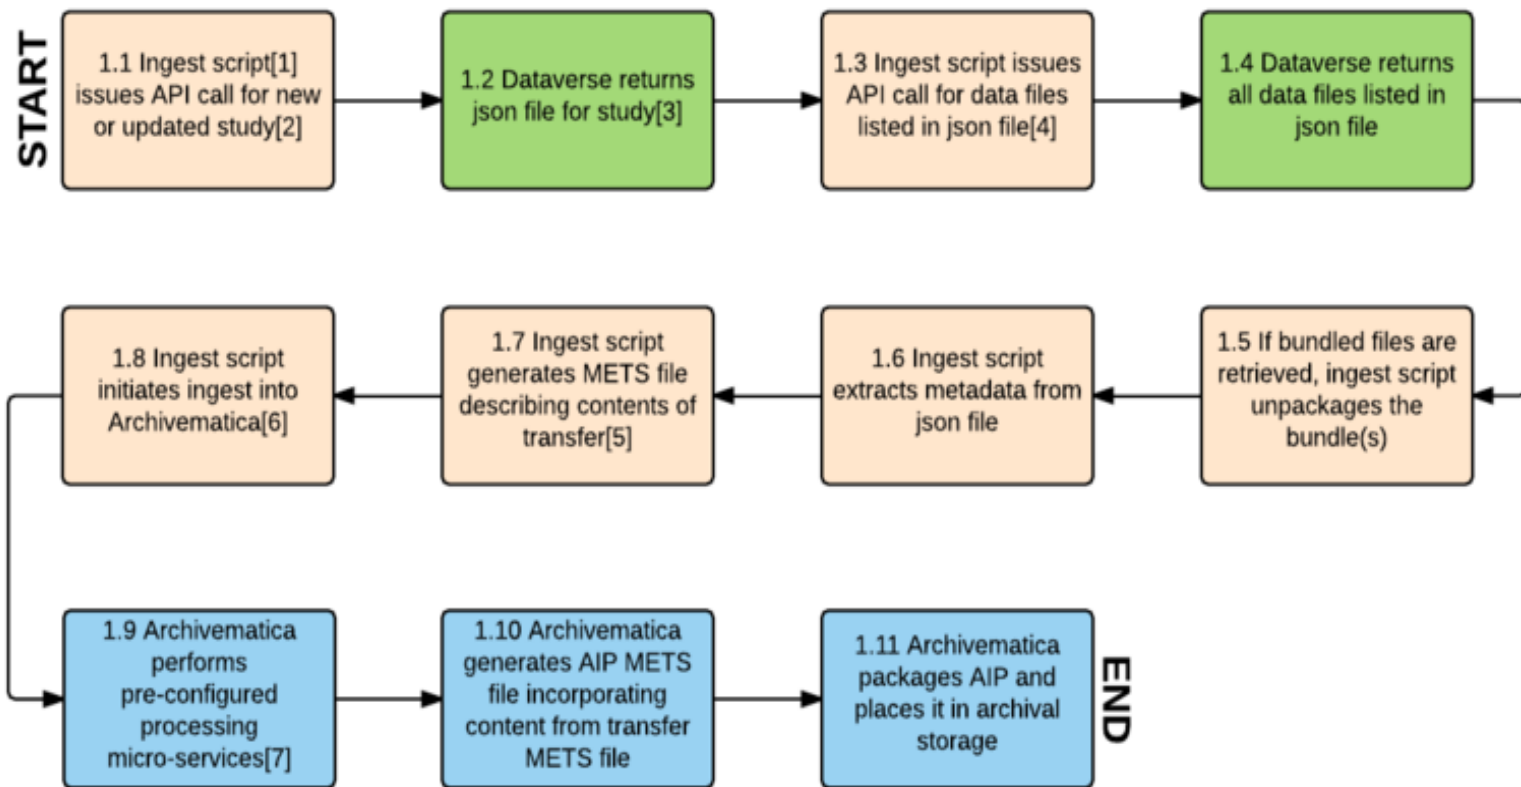 START
1.1 Ingest script[1]
issues API call for new
or updated study[2]
1.2 Dataverse returns
json file for study[3]
1.3 Ingest script issues
API call for data files
listed in json file[4]
1.4 Dataverse returns
all data files listed in
json file
1.5 If bundled files are
retrieved, ingest script
unpackages the
bundle(s)
1.6 Ingest script
extracts metadata from
json file
1.7 Ingest script
generates METS file
describing contents of
transfer[5]
1.8 Ingest script
initiates ingest into
Archivematica[6]
1.9 Archivematica
performs
pre-configured
processing
micro-services[7]
1.10 Archivematica
generates AIP METS
file incorporating
content from transfer
METS file
1.11 Archivematica
packages AIP and
places it in archival
storage
END